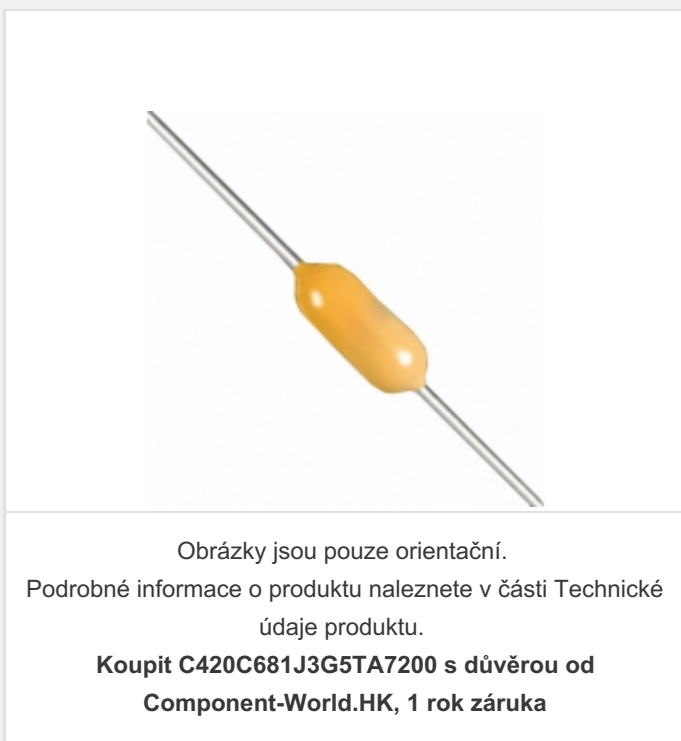 Obrázky jsou pouze orientační.
Podrobné informace o produktu naleznete v části Technické
údaje produktu.
Koupit C420C681J3G5TA7200 s důvěrou od
Component-World.HK, 1 rok záruka